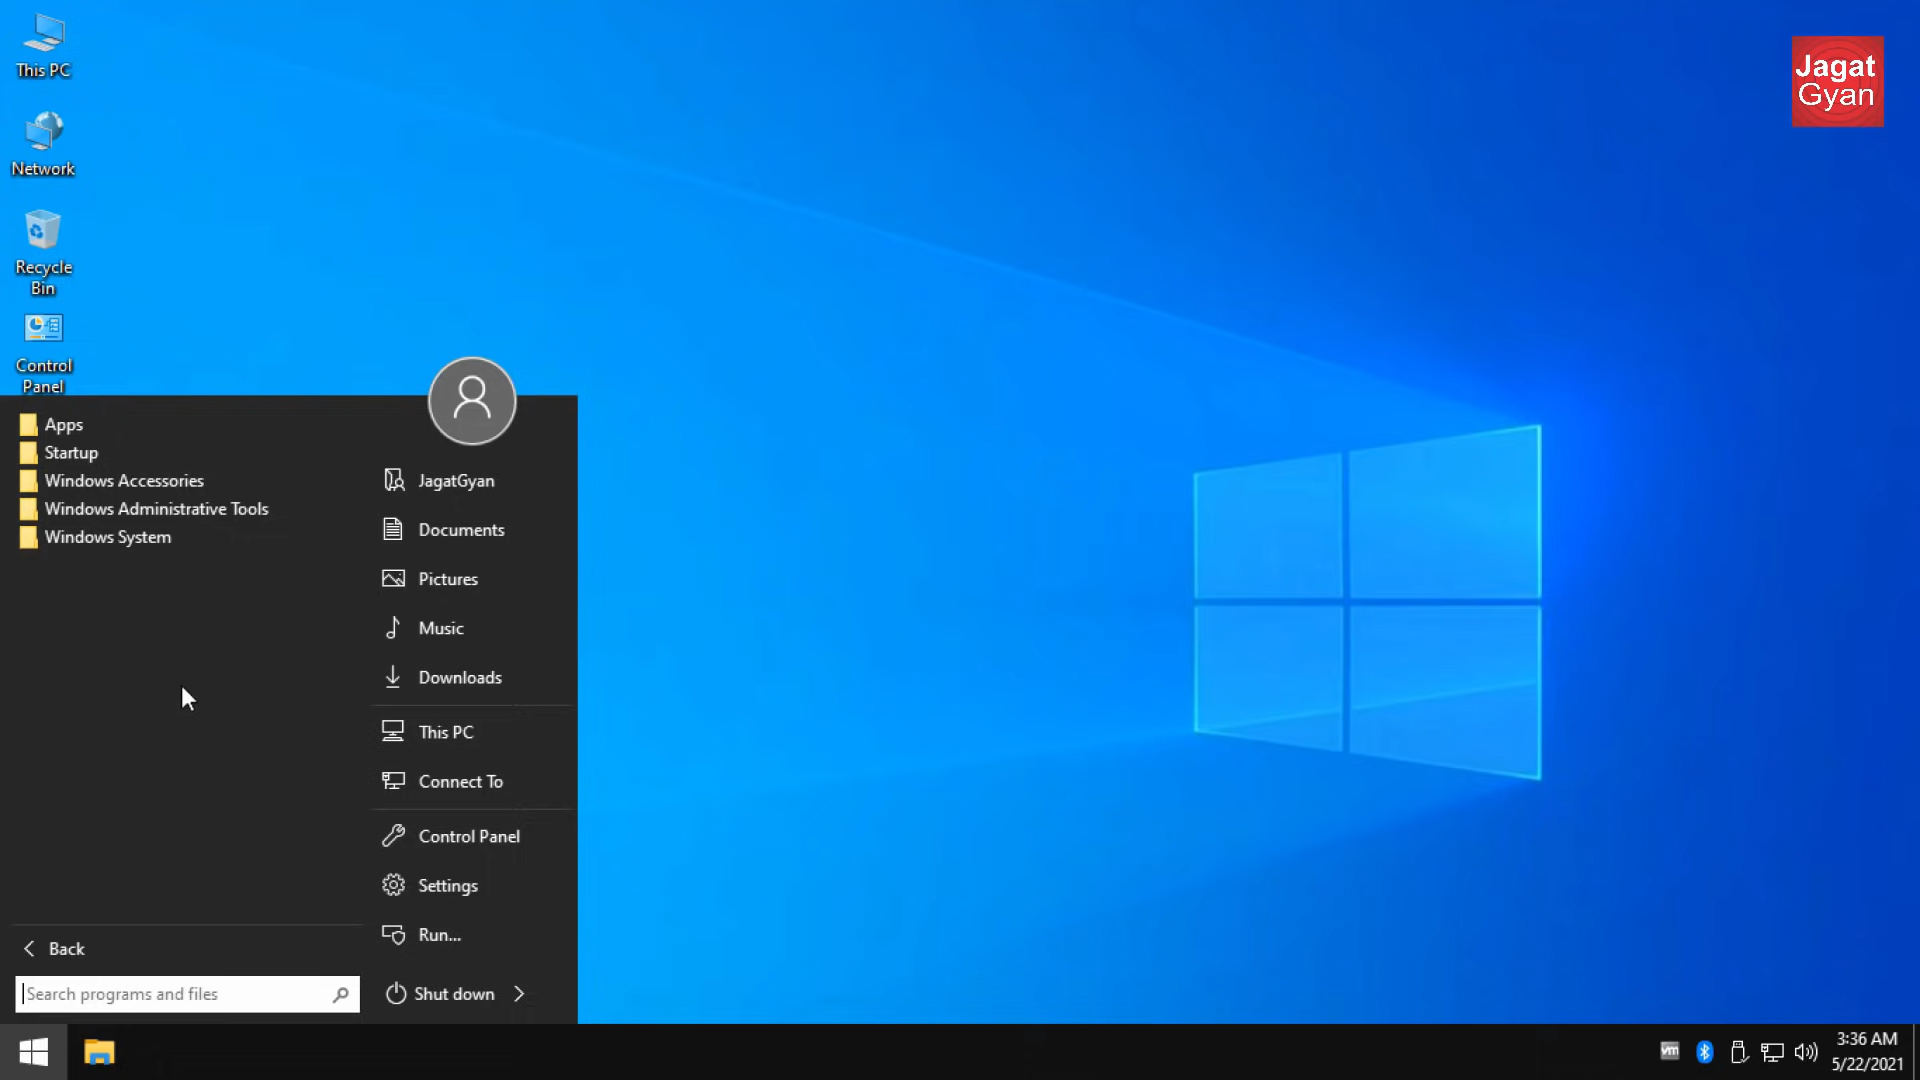 This PC
Network
Recycle
Bin
Control
Panel
Jagat
Gyan
Apps
Startup
Windows Accessories
Windows Administrative Tools
Windows System
Back
Search programs and files
JagatGyan
Documents
Pictures
Music
Downloads
This PC
Connect To
Control Panel
Settings
Run...
Shut down
vm
3:36 AM
5/22/2021